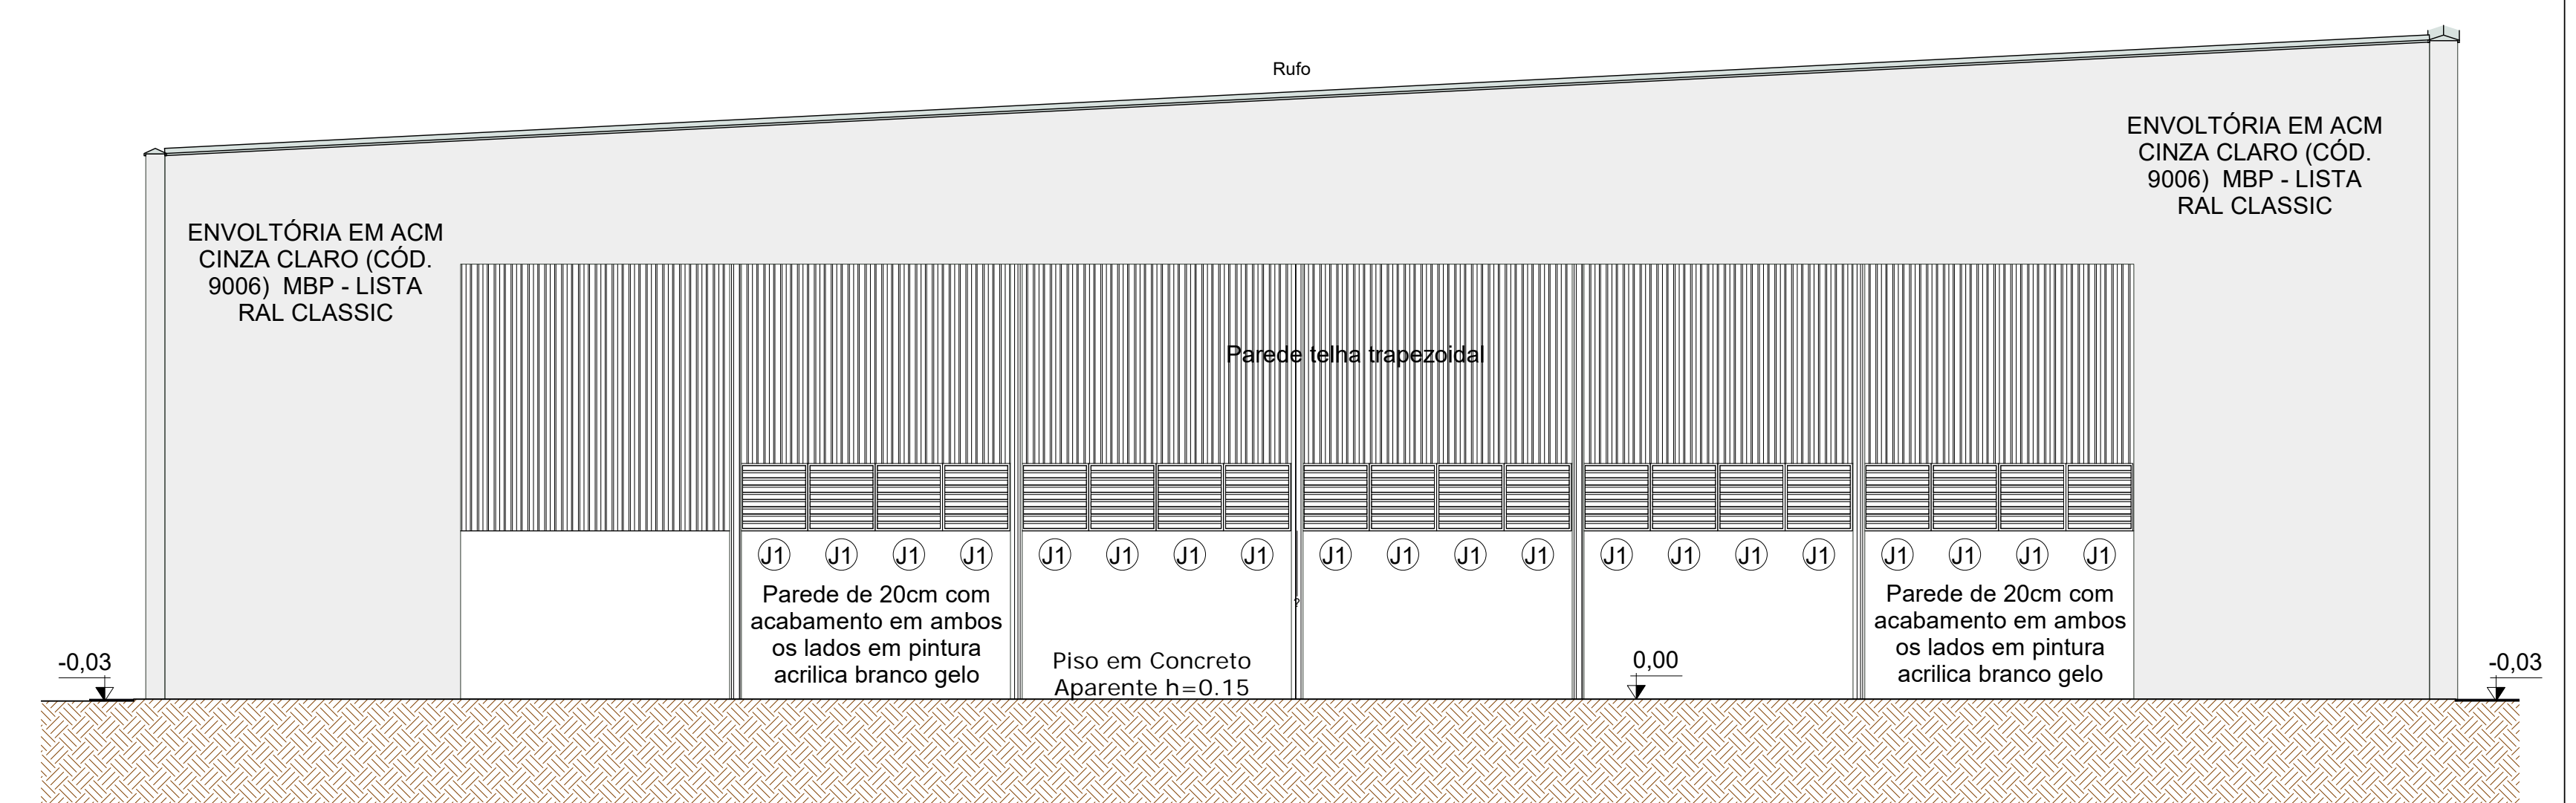 Rufo
ENVOLTÓRIA EM ACM
CINZA CLARO (CÓD.
9006) MBP - LISTA
RAL CLASSIC
ENVOLTÓRIA EM ACM
CINZA CLARO (CÓD.
9006) MBP - LISTA
RAL CLASSIC
Parede telha trapezoidal
J1 J1 J1 J1 J1 J1 J1 J1 J1 J1 J1 J1 J1 J1 J1 J1 J1 J1 J1 J1
Parede de 20cm com
acabamento em ambos
os lados em pintura
acrilica branco gelo
?
Piso em Concreto
Aparente h=0.15
Parede de 20cm com
acabamento em ambos
os lados em pintura
acrilica branco gelo
-0,03
0,00
-0,03